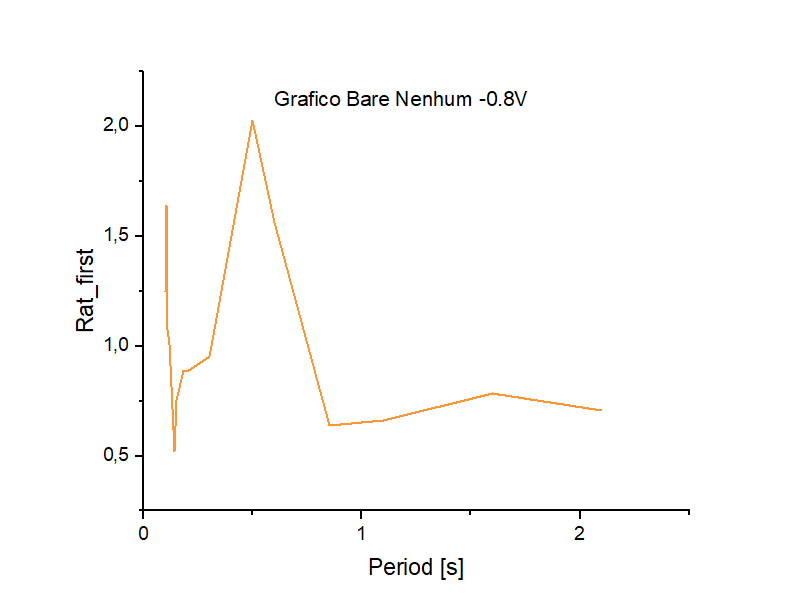 Grafico Bare Nenhum -0.8V
2,0
1,5
1,0
0,5
Rat_first
0 1 2
Period [s]